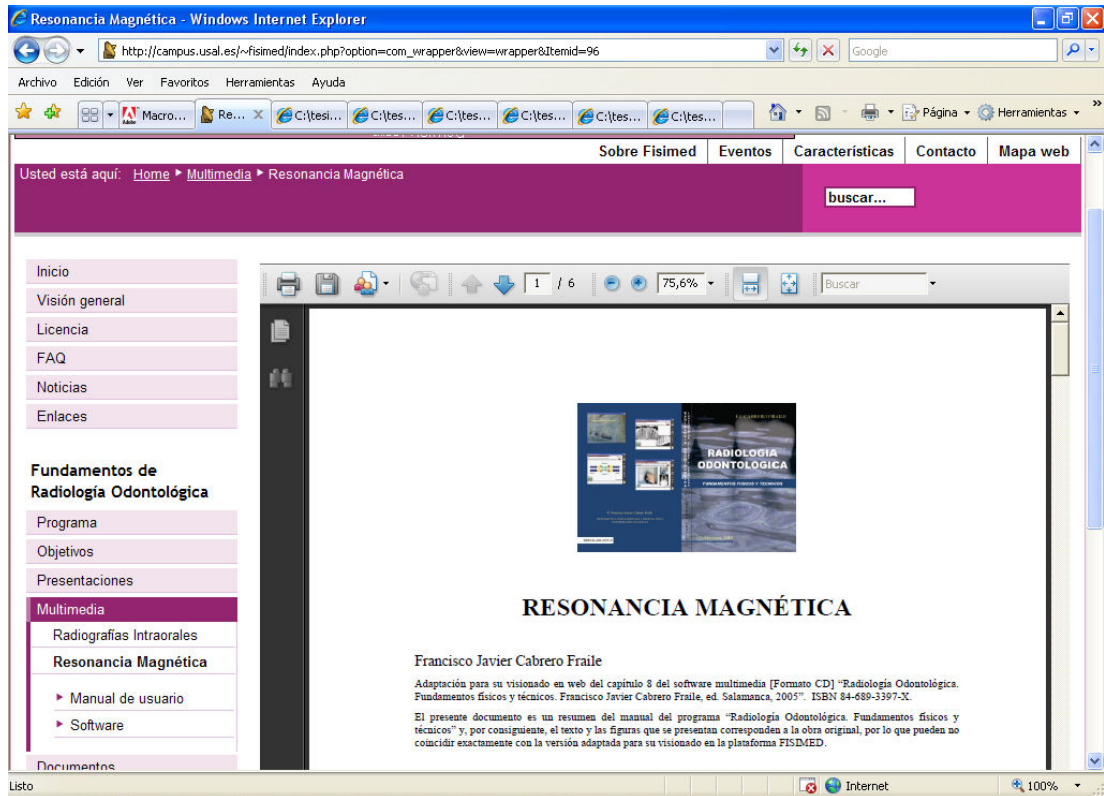 Resonancia Magnética - Windows Internet Explorer
http://campus.usal.es/~fisimed/index.php?option=com_wrapper&view=wrapper&Itemid=96
Google
Archivo Edición Ver Favoritos Herramientas Ayuda
Macro... Re... C:\tesi... C:\tes... C:\tes... C:\tes... C:\tes... C:\tes... Página Herramientas
Sobre Fisimed Eventos Características Contacto Mapa web
Usted está aquí: Home Multimedia Resonancia Magnética
buscar...
Inicio
Visión general
Licencia
FAQ
Noticias
Enlaces
Fundamentos de
Radiología Odontológica
Programa
Objetivos
Presentaciones
Multimedia
Radiografías Intraorales
Resonancia Magnética
Manual de usuario
Software
Documentos
1 / 6 75,6% Buscar
RADIOLOGIA
ODONTOLOGICA
FUNDAMENTOS FISICOS Y TECNICOS
RESONANCIA MAGNÉTICA
Francisco Javier Cabrero Fraile
Adaptación para su visionado en web del capítulo 8 del software multimedia [Formato CD] “Radiología Odontológica.
Fundamentos físicos y técnicos. Francisco Javier Cabrero Fraile, ed. Salamanca, 2005”. ISBN 84-689-3397-X.
El presente documento es un resumen del manual del programa “Radiología Odontológica. Fundamentos físicos y
técnicos” y, por consiguiente, el texto y las figuras que se presentan corresponden a la obra original, por lo que pueden no
coincidir exactamente con la versión adaptada para su visionado en la plataforma FISIMED.
Listo Internet 100%